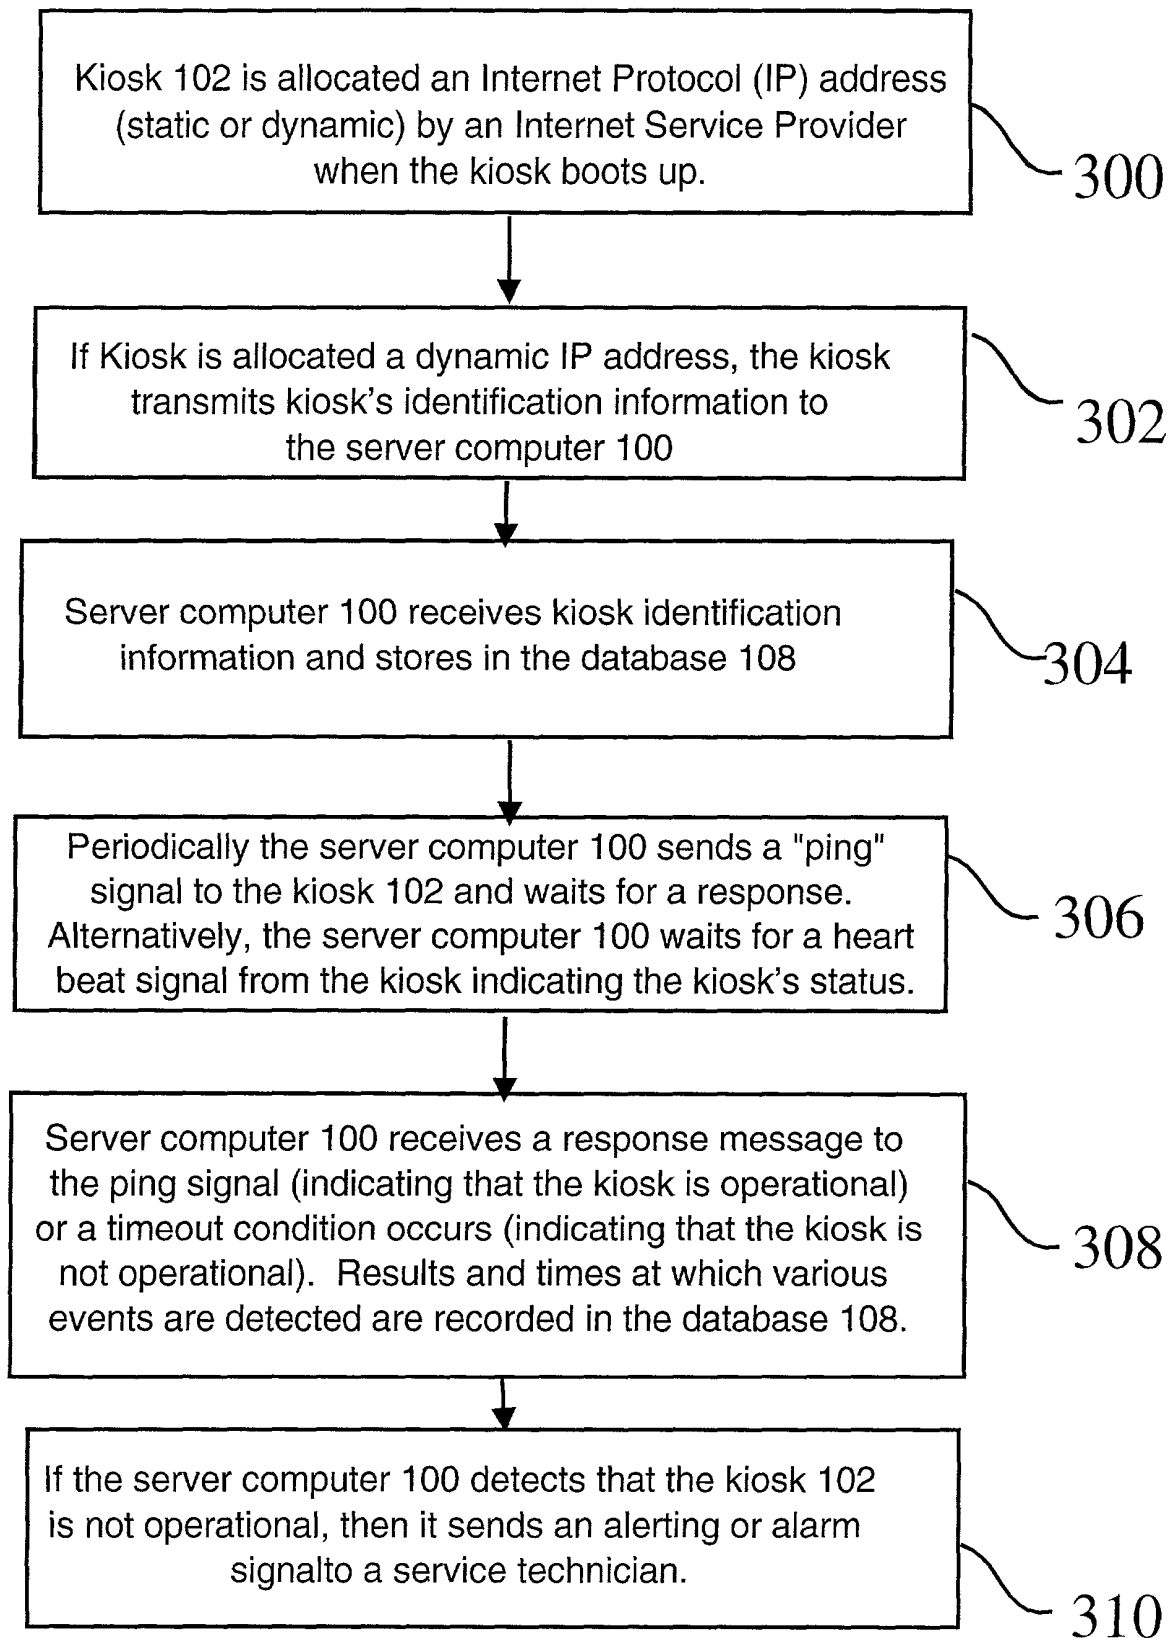 Kiosk 102 is allocated an Internet Protocol (IP) address
(static or dynamic) by an Internet Service Provider
when the kiosk boots up.
300
If Kiosk is allocated a dynamic IP address, the kiosk
transmits kiosk's identification information to
the server computer 100
302
Server computer 100 receives kiosk identification
information and stores in the database 108
304
Periodically the server computer 100 sends a "ping"
signal to the kiosk 102 and waits for a response.
Alternatively, the server computer 100 waits for a heart
beat signal from the kiosk indicating the kiosk's status.
306
Server computer 100 receives a response message to
the ping signal (indicating that the kiosk is operational)
or a timeout condition occurs (indicating that the kiosk is
not operational).  Results and times at which various
events are detected are recorded in the database 108.
308
If the server computer 100 detects that the kiosk 102
is not operational, then it sends an alerting or alarm
signalto a service technician.
310